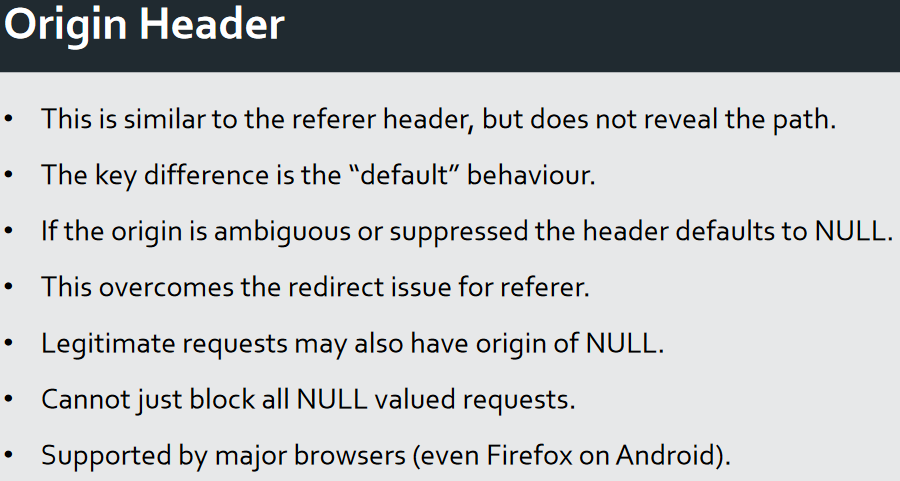 Origin Header
• This is similar to the referer header, but does not reveal the path.
• The key difference is the “default” behaviour.
• If the origin is ambiguous or suppressed the header defaults to NULL.
• This overcomes the redirect issue for referer.
• Legitimate requests may also have origin of NULL.
• Cannot just block all NULL valued requests.
• Supported by major browsers (even Firefox on Android).